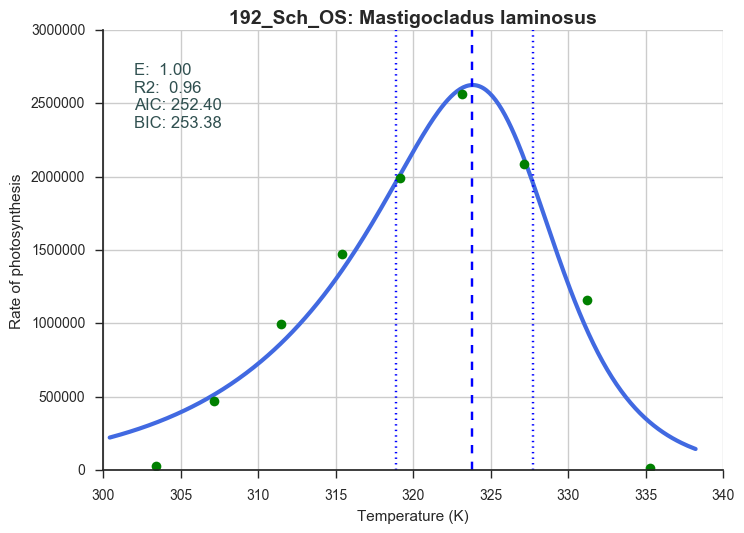 192_Sch_OS: Mastigocladus laminosus
E:  1.00
R2:  0.96
AIC: 252.40
BIC: 253.38
3000000
2500000
2000000
1500000
1000000
500000
0
Rate of photosynthesis
300 305 310 315 320 325 330 335 340
Temperature (K)